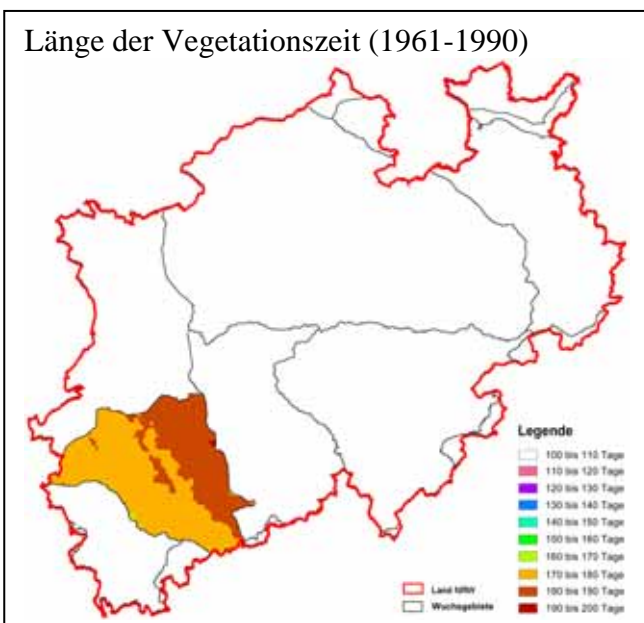 Länge der Vegetationszeit (1961-1990)
Legende
100 bis 110 Tage
110 bis 120 Tage
120 bis 130 Tage
130 bis 140 Tage
140 bis 150 Tage
150 bis 160 Tage
160 bis 170 Tage
170 bis 180 Tage
180 bis 190 Tage
190 bis 200 Tage
Land NRW
Wuchsgebiete